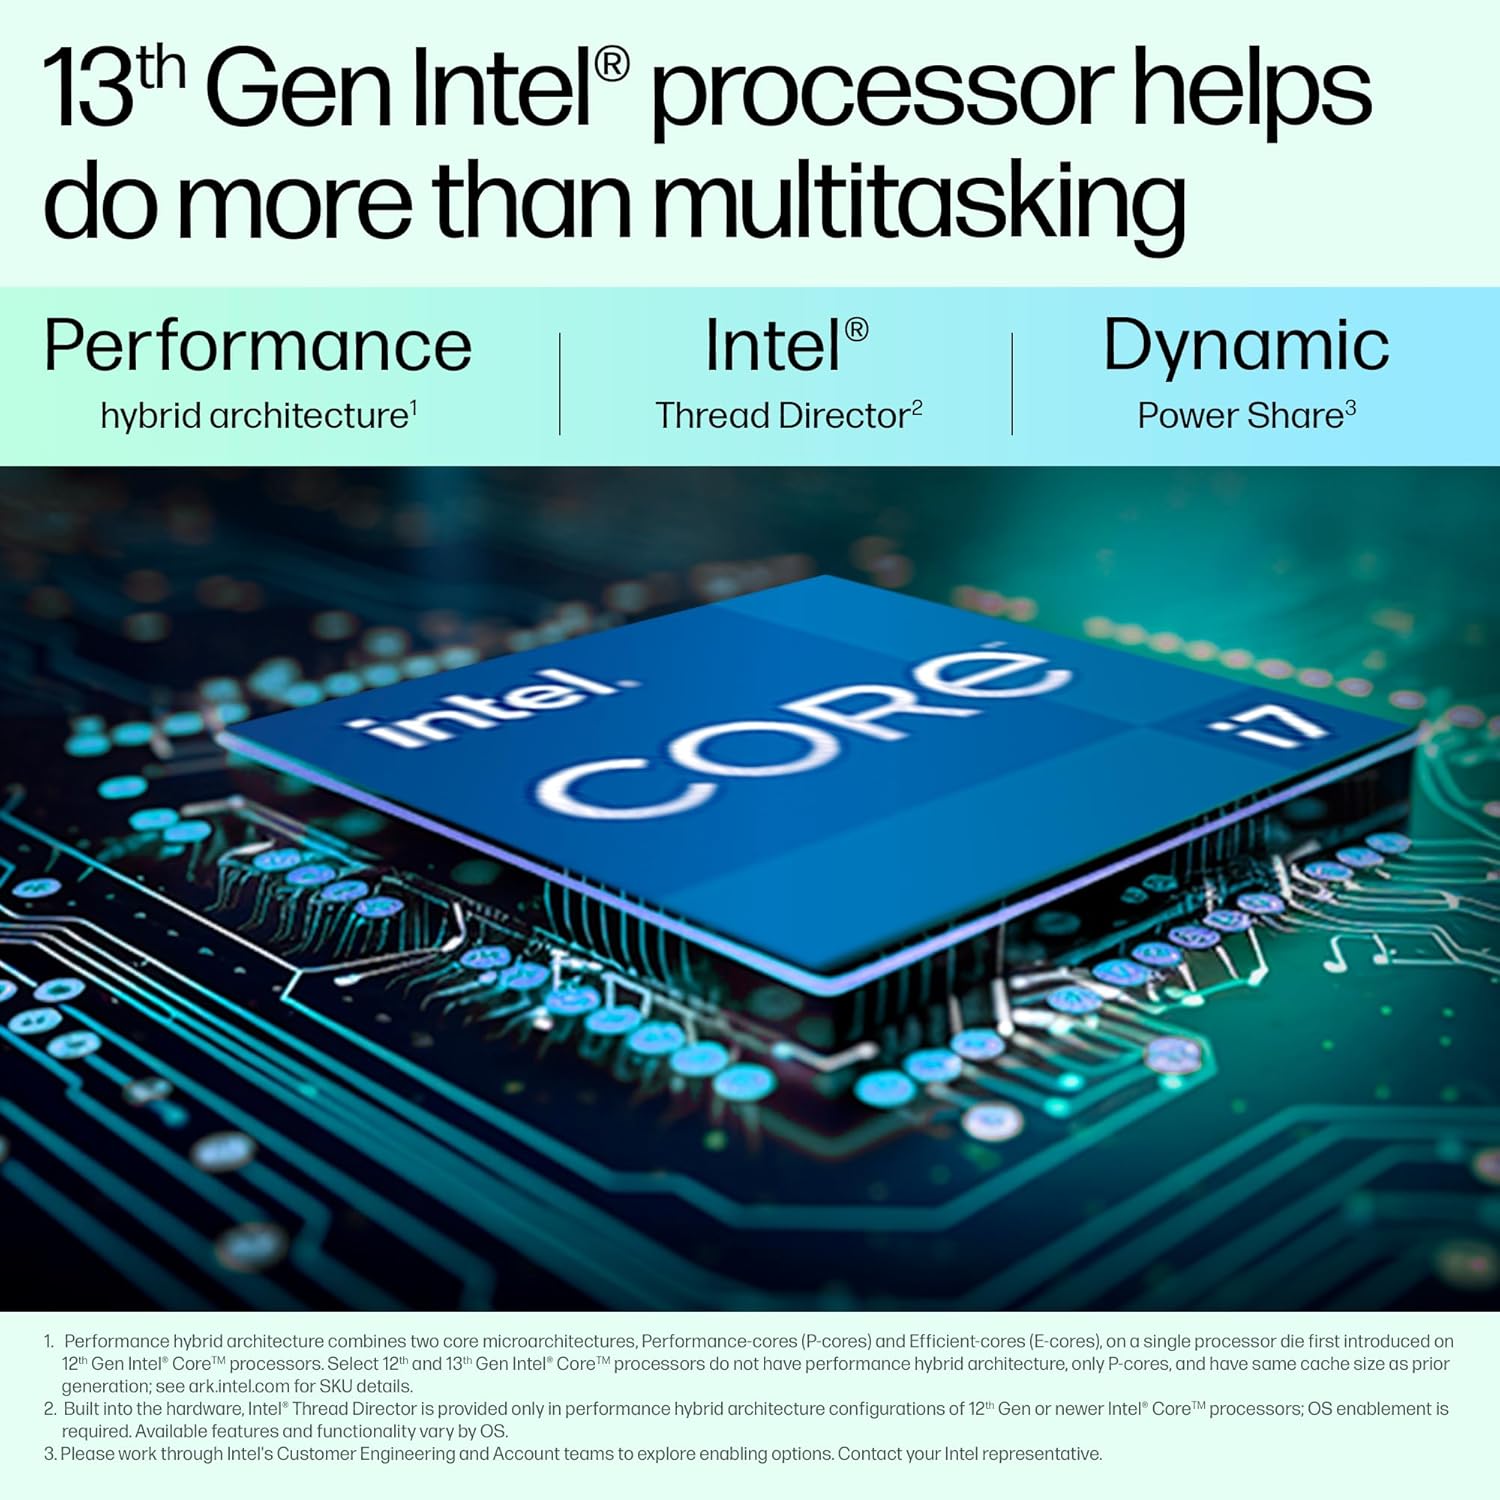 13th Gen Intel® processor helps
do more than multitasking
Performance
hybrid architecture1
Intel®
Thread Director2
Dynamic
Power Share3
intel.
CORe™
i7
1. Performance hybrid architecture combines two core microarchitectures, Performance-cores (P-cores) and Efficient-cores (E-cores), on a single processor die first introduced on
12th Gen Intel® Core™ processors. Select 12th and 13th Gen Intel® Core™ processors do not have performance hybrid architecture, only P-cores, and have same cache size as prior
generation; see ark.intel.com for SKU details.
2. Built into the hardware, Intel® Thread Director is provided only in performance hybrid architecture configurations of 12th Gen or newer Intel® Core™ processors; OS enablement is
required. Available features and functionality vary by OS.
3. Please work through Intel's Customer Engineering and Account teams to explore enabling options. Contact your Intel representative.